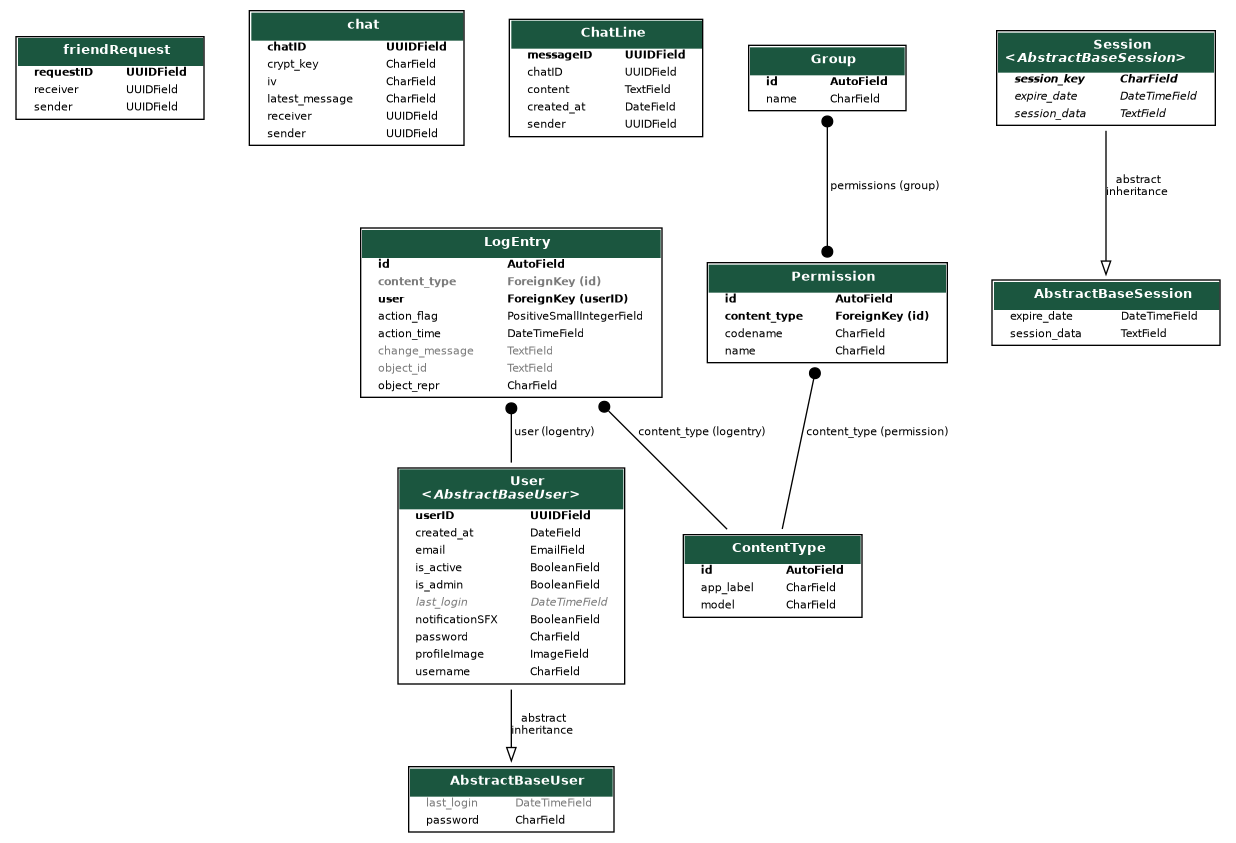 friendRequest
requestID UUIDField
receiver UUIDField
sender UUIDField
chat
chatID UUIDField
crypt_key CharField
iv CharField
latest_message CharField
receiver UUIDField
sender UUIDField
ChatLine
messageID UUIDField
chatID UUIDField
content TextField
created_at DateField
sender UUIDField
Group
id AutoField
name CharField
Session
<AbstractBaseSession>
session_key CharField
expire_date DateTimeField
session_data TextField
permissions (group)
abstract
inheritance
LogEntry
id AutoField
content_type ForeignKey (id)
user ForeignKey (userID)
action_flag PositiveSmallIntegerField
action_time DateTimeField
change_message TextField
object_id TextField
object_repr CharField
Permission
id AutoField
content_type ForeignKey (id)
codename CharField
name CharField
AbstractBaseSession
expire_date DateTimeField
session_data TextField
user (logentry)
content_type (logentry)
content_type (permission)
User
<AbstractBaseUser>
userID UUIDField
created_at DateField
email EmailField
is_active BooleanField
is_admin BooleanField
last_login DateTimeField
notificationSFX BooleanField
password CharField
profileImage ImageField
username CharField
ContentType
id AutoField
app_label CharField
model CharField
abstract
inheritance
AbstractBaseUser
last_login DateTimeField
password CharField